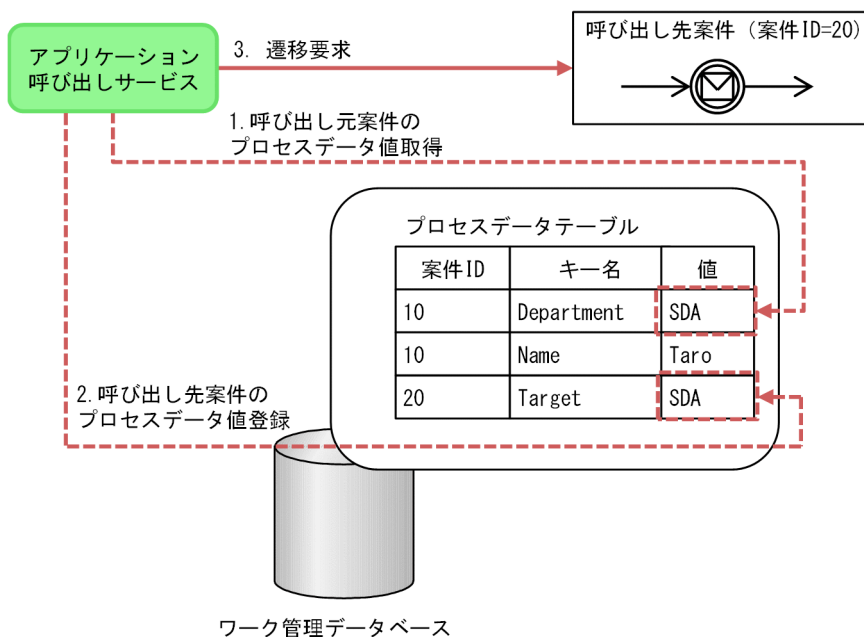 アプリケーション
呼び出しサービス
3. 遷移要求
呼び出し先案件（案件ID=20）
1.呼び出し元案件の
プロセスデータ値取得
プロセスデータテーブル
案件ID キー名 値
10 Department SDA
10 Name Taro
20 Target SDA
2.呼び出し先案件の
プロセスデータ値登録
ワーク管理データベース